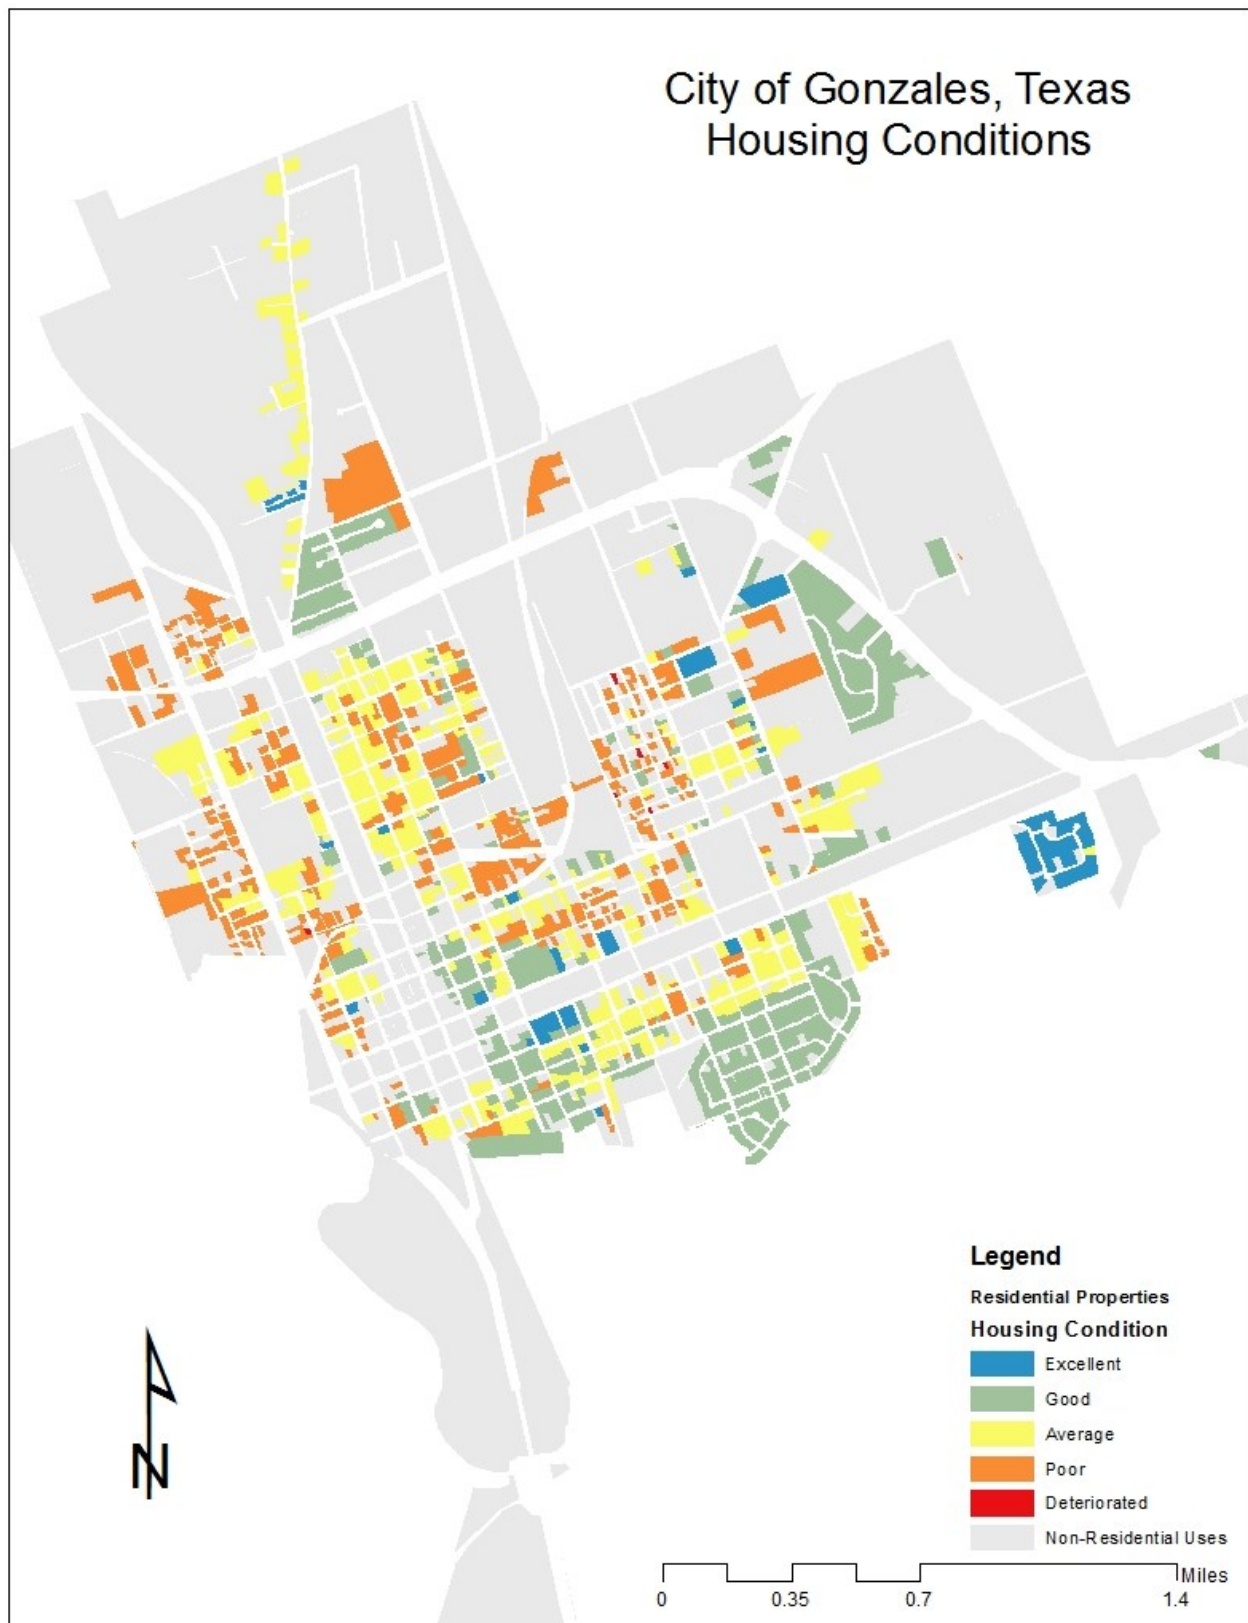 City of Gonzales, Texas
Housing Conditions
Legend
Residential Properties
Housing Condition
Excellent
Good
Average
Poor
Deteriorated
Non-Residential Uses
N
Miles
0 0.35 0.7 1.4